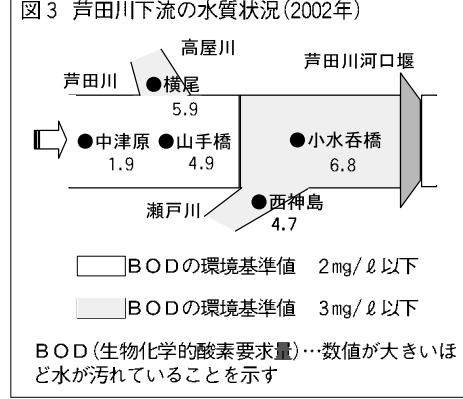 図3 芦田川下流の水質状況(2002年)
高屋川
芦田川
芦田川河口堰
●横尾
5.9
●中津原 ●山手橋 ●小水呑橋
1.9 4.9 6.8
瀬戸川
●西神島
4.7
BODの環境基準値 2mg/ℓ以下
BODの環境基準値 3mg/ℓ以下
BOD(生物化学的酸素要求量)…数値が大きいほ
ど水が汚れていることを示す